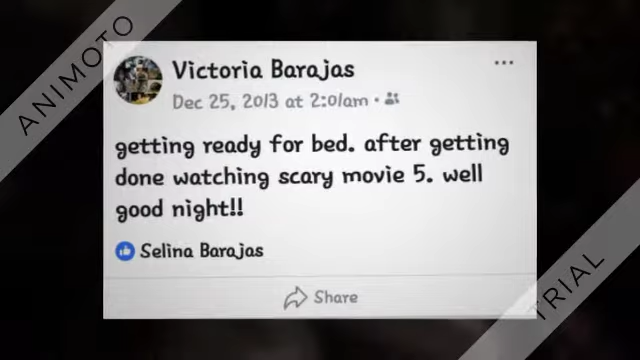 ANIMOTO
Victoria Barajas
Dec 25, 2013 at 2:01am ·
getting ready for bed. after getting
done watching scary movie 5. well
good night!!
Selina Barajas
Share
TRIAL